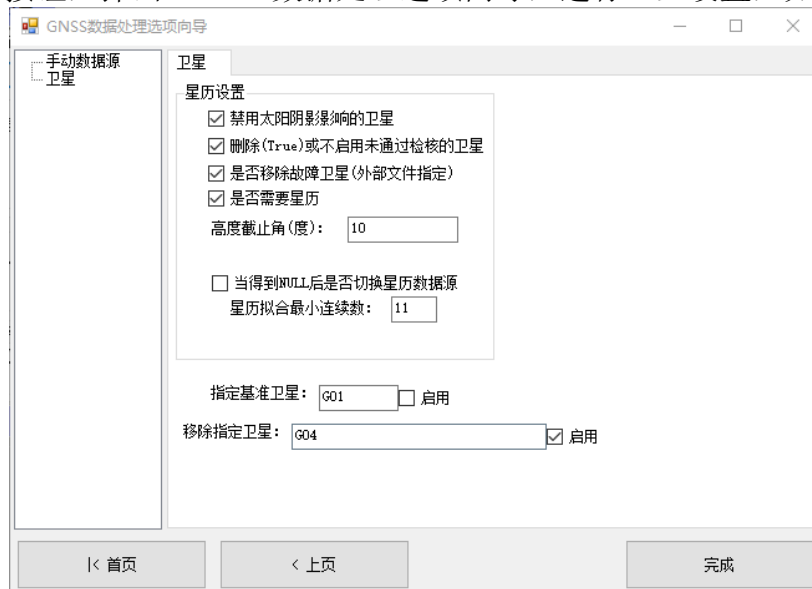 GNSS数据处理选项向导
手动数据源
卫星
卫星
星历设置
禁用太阳阴影影响的卫星
删除(True)或不启用未通过检核的卫星
是否移除故障卫星(外部文件指定)
是否需要星历
高度截止角(度)： 10
当得到NULL后是否切换星历数据源
星历拟合最小连续数： 11
指定基准卫星： G01 启用
移除指定卫星： G04 启用
|< 首页 < 上页 完成